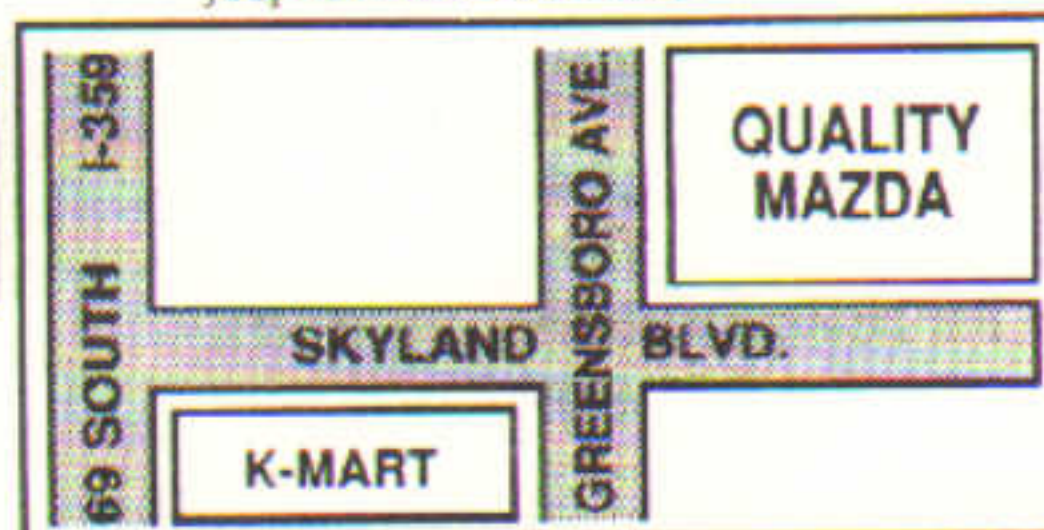 69 SOUTH I-359
GREENSBORO AVE.
QUALITY
MAZDA
SKYLAND BLVD.
K-MART